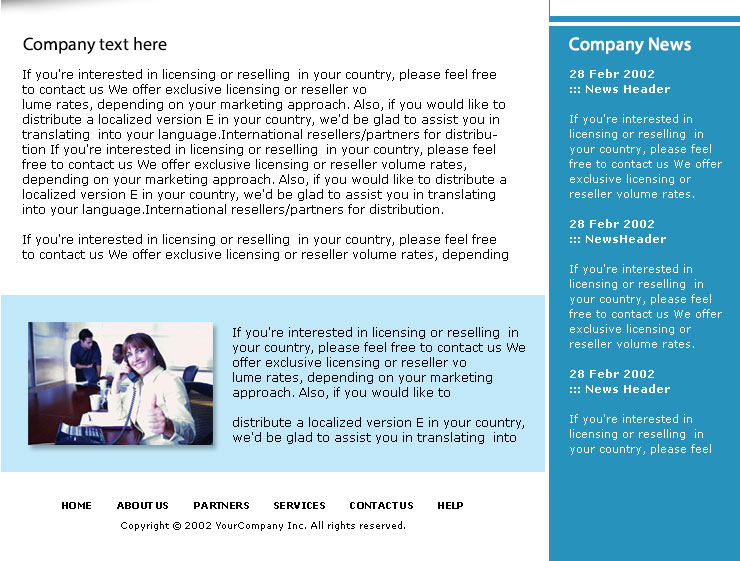 Company text here
If you're interested in licensing or reselling in your country, please feel free
to contact us We offer exclusive licensing or reseller vo
lume rates, depending on your marketing approach. Also, if you would like to
distribute a localized version E in your country, we'd be glad to assist you in
translating into your language.International resellers/partners for distribu-
tion If you're interested in licensing or reselling in your country, please feel
free to contact us We offer exclusive licensing or reseller volume rates,
depending on your marketing approach. Also, if you would like to distribute a
localized version E in your country, we'd be glad to assist you in translating
into your language.International resellers/partners for distribution.
If you're interested in licensing or reselling in your country, please feel free
to contact us We offer exclusive licensing or reseller volume rates, depending
If you're interested in licensing or reselling in
your country, please feel free to contact us We
offer exclusive licensing or reseller vo
lume rates, depending on your marketing
approach. Also, if you would like to
distribute a localized version E in your country,
we'd be glad to assist you in translating into
Company News
28 Febr 2002
::: News Header
If you're interested in
licensing or reselling in
your country, please feel
free to contact us We offer
exclusive licensing or
reseller volume rates.
28 Febr 2002
::: NewsHeader
If you're interested in
licensing or reselling in
your country, please feel
free to contact us We offer
exclusive licensing or
reseller volume rates.
28 Febr 2002
::: News Header
If you're interested in
licensing or reselling in
your country, please feel
HOME ABOUT US PARTNERS SERVICES CONTACT US HELP
Copyright © 2002 YourCompany Inc. All rights reserved.